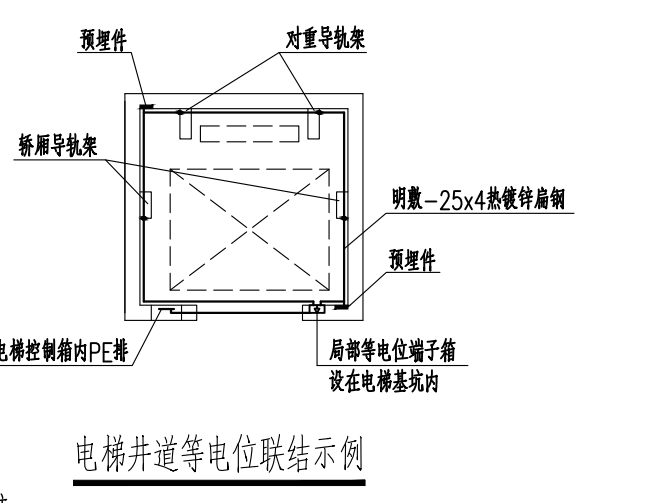 预埋件
对重导轨架
轿厢导轨架
明敷-25x4热镀锌扁钢
预埋件
电梯控制箱内PE排
局部等电位端子箱
设在电梯基坑内
电梯井道等电位联结示例